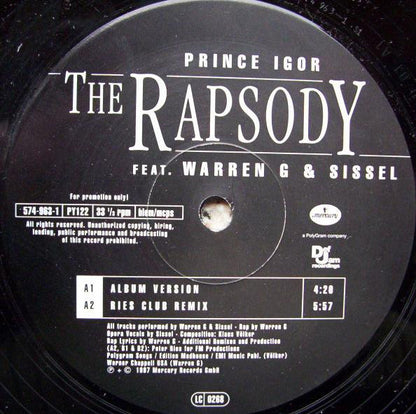 PRINCE IGOR
THE RAPSODY
FEAT. WARREN G & SISSEL
For promotion only!
574-963-1 PY122 33 ⅓ rpm biem/mcps
All rights reserved. Unauthorized copying, hiring,
lending, public performance and broadcasting
of this record prohibited.
mercury
a PolyGram company
Def Jam
recordings
A1 ALBUM VERSION 4:20
A2 RIES CLUB REMIX 5:57
All tracks performed by Warren G & Sissel - Rap by Warren G
Opera Vocals by Sissel - Composition: Klaus Völker
Rap Lyrics by Warren G - Additional Remixes and Production
(A2, B1 & B2): Peter Ries for FM Productions
Polygram Songs / Edition Madhouse / EMI Music Publ. (Völker)
Warner Chappell USA (Warren G)
℗ + © 1997 Mercury Records GmbH
LC 0268